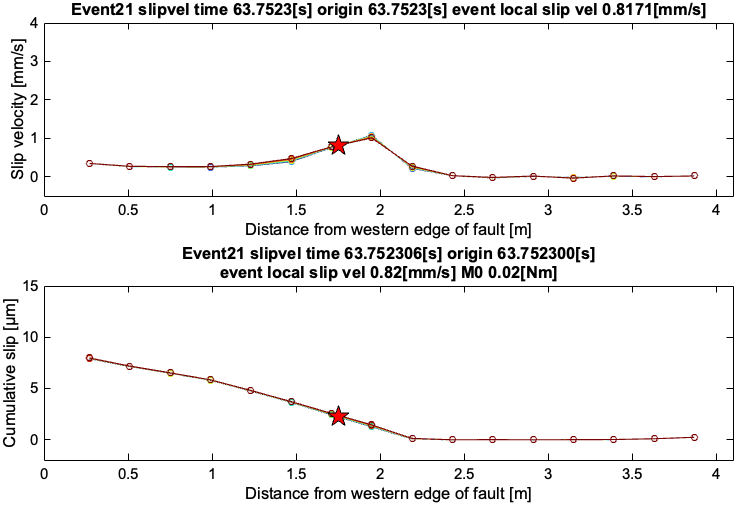 Event21 slipvel time 63.7523[s] origin 63.7523[s] event local slip vel 0.8171[mm/s]
4
3
2
1
0
Slip velocity [mm/s]
0 0.5 1 1.5 2 2.5 3 3.5 4
Distance from western edge of fault [m]
Event21 slipvel time 63.752306[s] origin 63.752300[s]
event local slip vel 0.82[mm/s] M0 0.02[Nm]
15
10
5
0
Cumulative slip [µm]
0 0.5 1 1.5 2 2.5 3 3.5 4
Distance from western edge of fault [m]